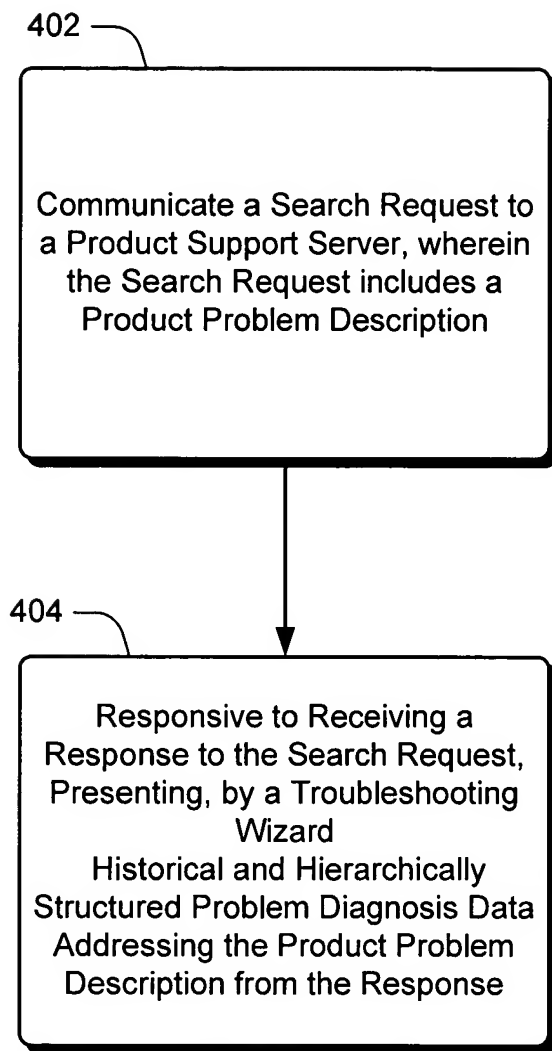 402
Communicate a Search Request to
a Product Support Server, wherein
the Search Request includes a
Product Problem Description
404
Responsive to Receiving a
Response to the Search Request,
Presenting, by a Troubleshooting
Wizard
Historical and Hierarchically
Structured Problem Diagnosis Data
Addressing the Product Problem
Description from the Response